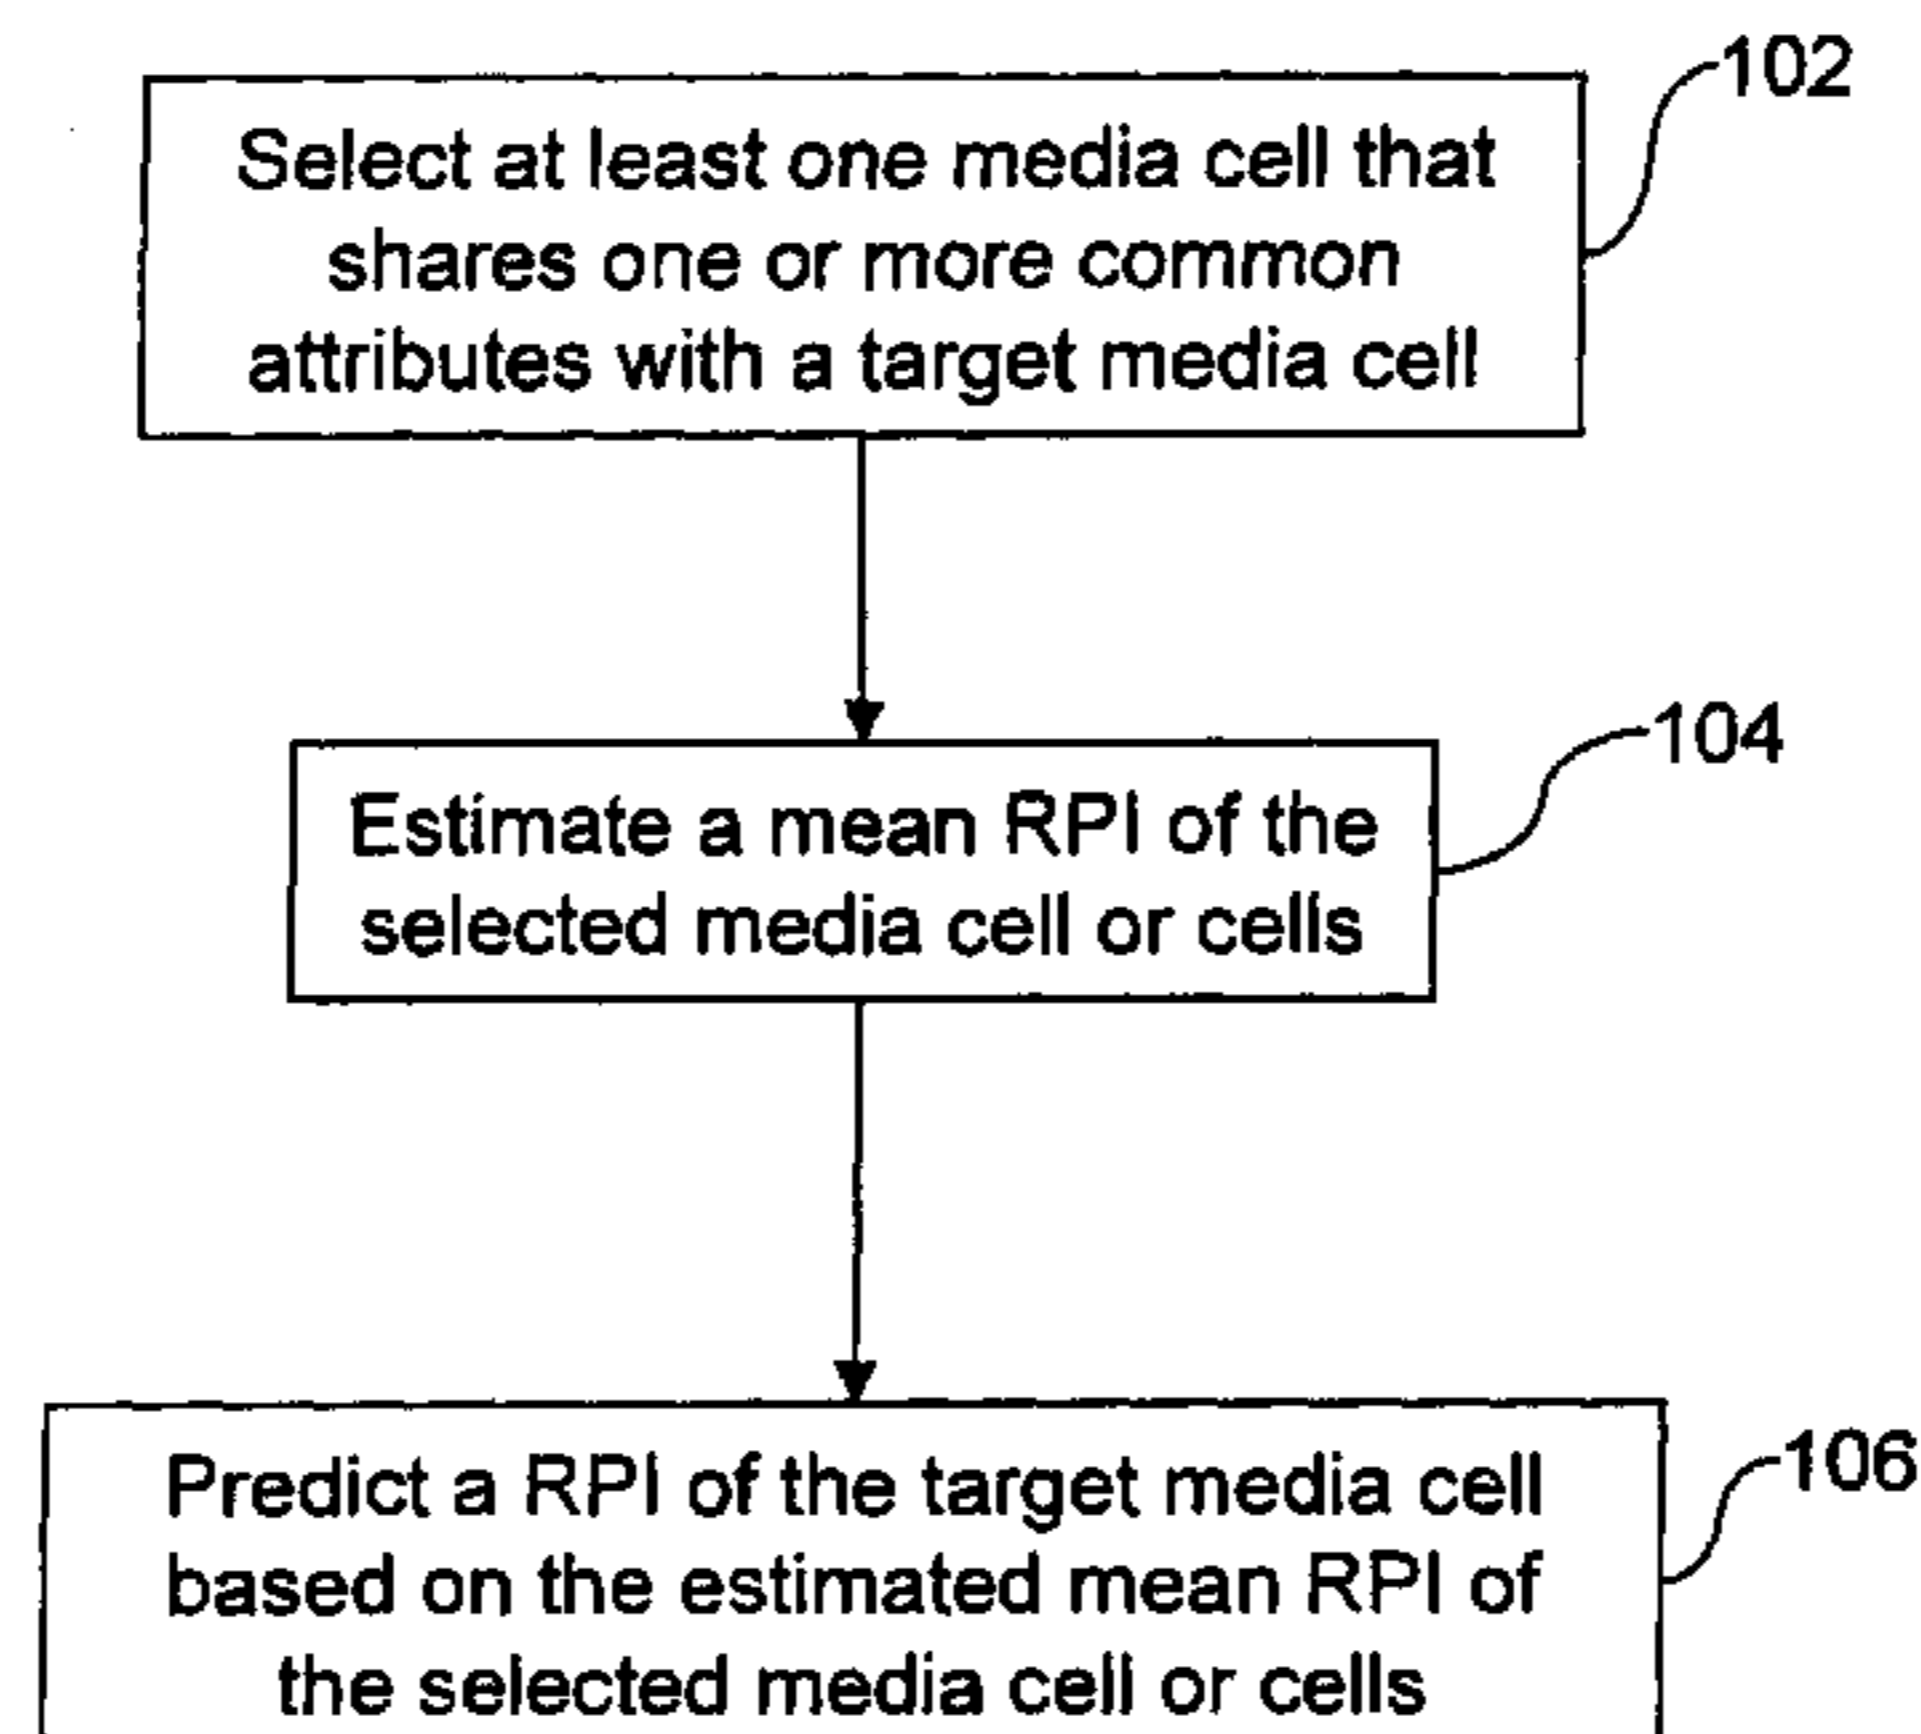 102
Select at least one media cell that
shares one or more common
attributes with a target media cell
104
Estimate a mean RPI of the
selected media cell or cells
106
Predict a RPI of the target media cell
based on the estimated mean RPI of
the selected media cell or cells